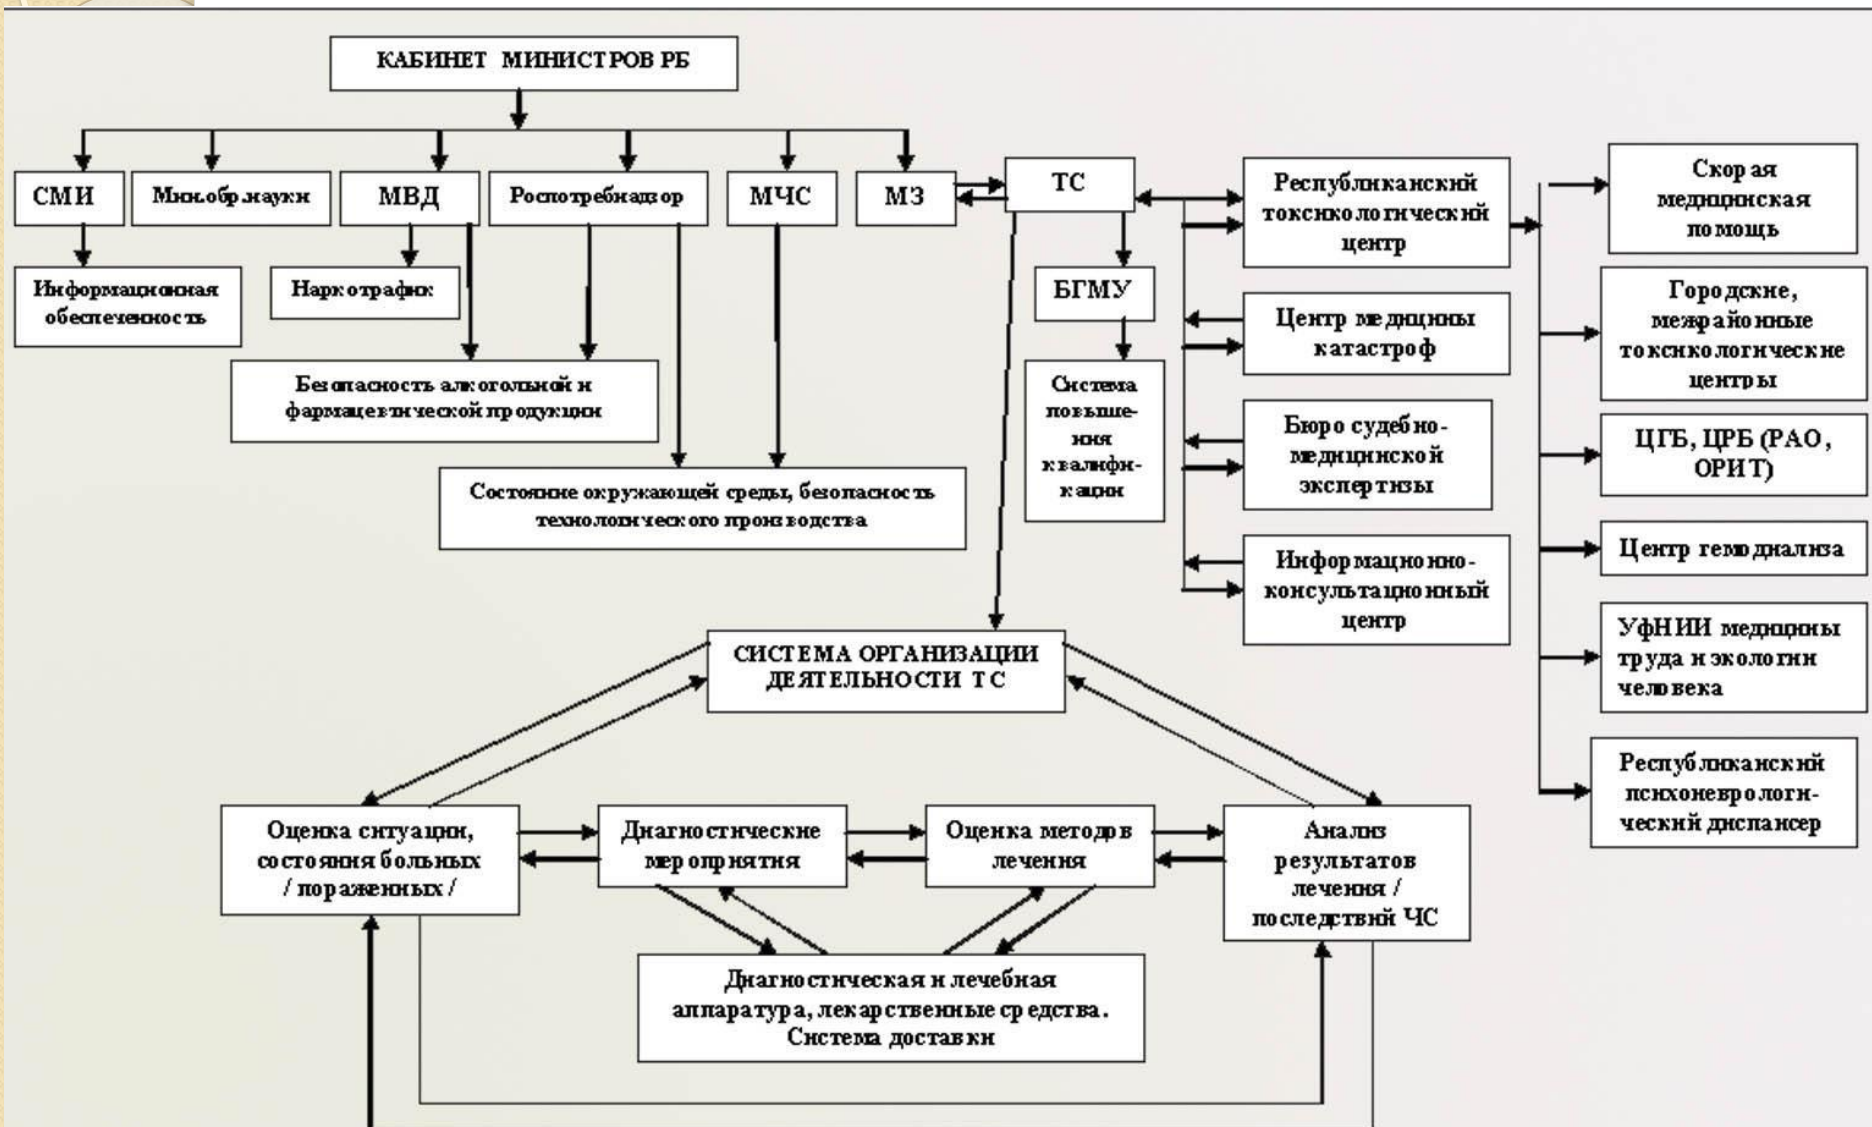 КАБИНЕТ МИНИСТРОВ РБ
СМИ
Мин.обр.науки
МВД
Роспотребнадзор
МЧС
МЗ
ТС
Республиканский
токсикологический
центр
Скорая
медицинская
помощь
Информационная
обеспеченность
Наркотрафик
БГМУ
Центр медицины
катастроф
Городские,
межрайонные
токсикологические
центры
Безопасность алкогольной и
фармацевтической продукции
Система
повыше-
ния
квалифи-
кации
Бюро судебно-
медицинской
экспертизы
ЦГБ, ЦРБ (РАО,
ОРИТ)
Состояние окружающей среды, безопасность
технологического производства
Информационно-
консультационный
центр
Центр гемодиализа
УфНИИ медицины
труда и экологии
человека
СИСТЕМА ОРГАНИЗАЦИИ
ДЕЯТЕЛЬНОСТИ ТС
Республиканский
психоневрологи-
ческий диспансер
Оценка ситуации,
состояния больных
/ пораженных /
Диагностические
мероприятия
Оценка методов
лечения
Анализ
результатов
лечения /
последствий ЧС
Диагностическая и лечебная
аппаратура, лекарственные средства.
Система доставки